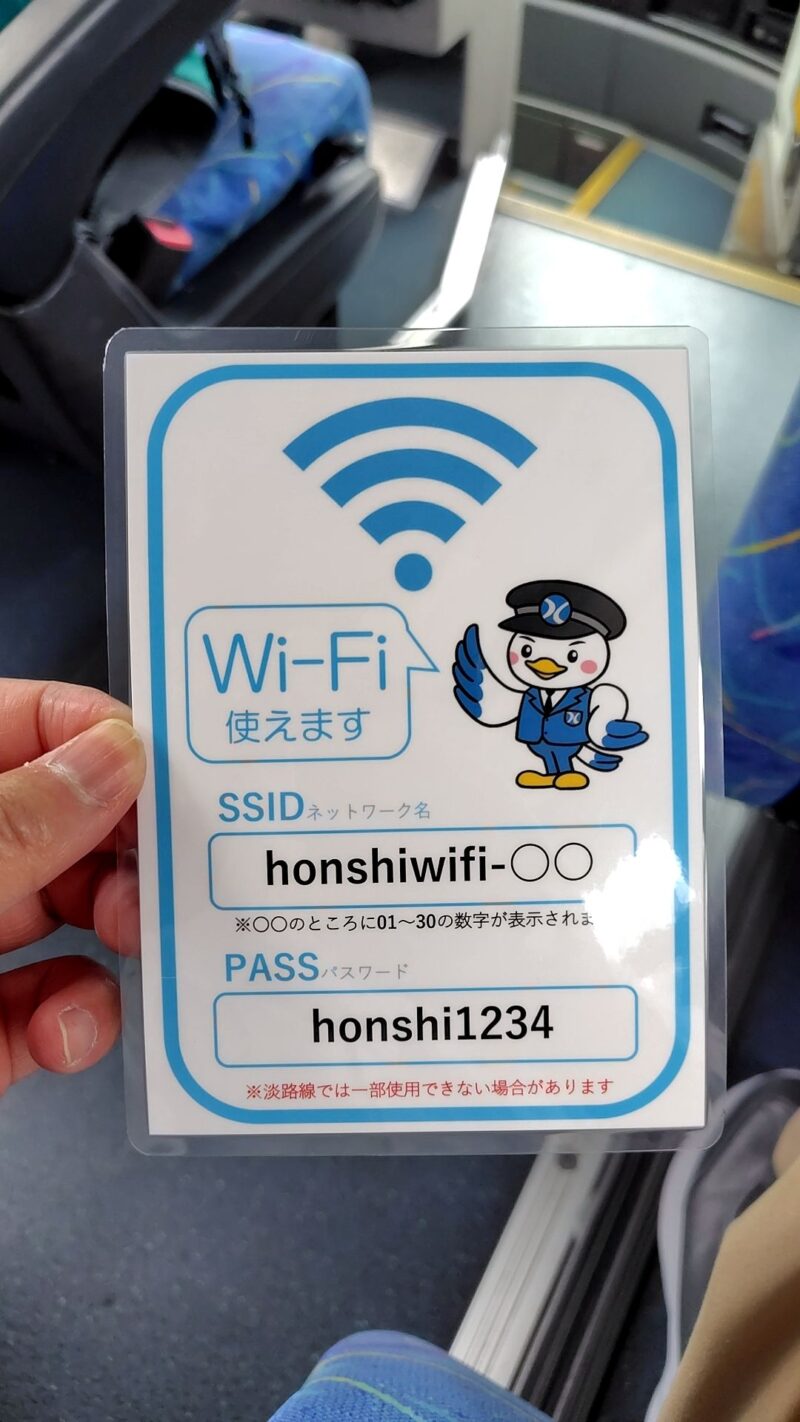 Wi-Fi
使えます
SSIDネットワーク名
honshiwifi-〇〇
※〇〇のところに01〜30の数字が表示されま
PASSパスワード
honshi1234
※淡路線では一部使用できない場合があります